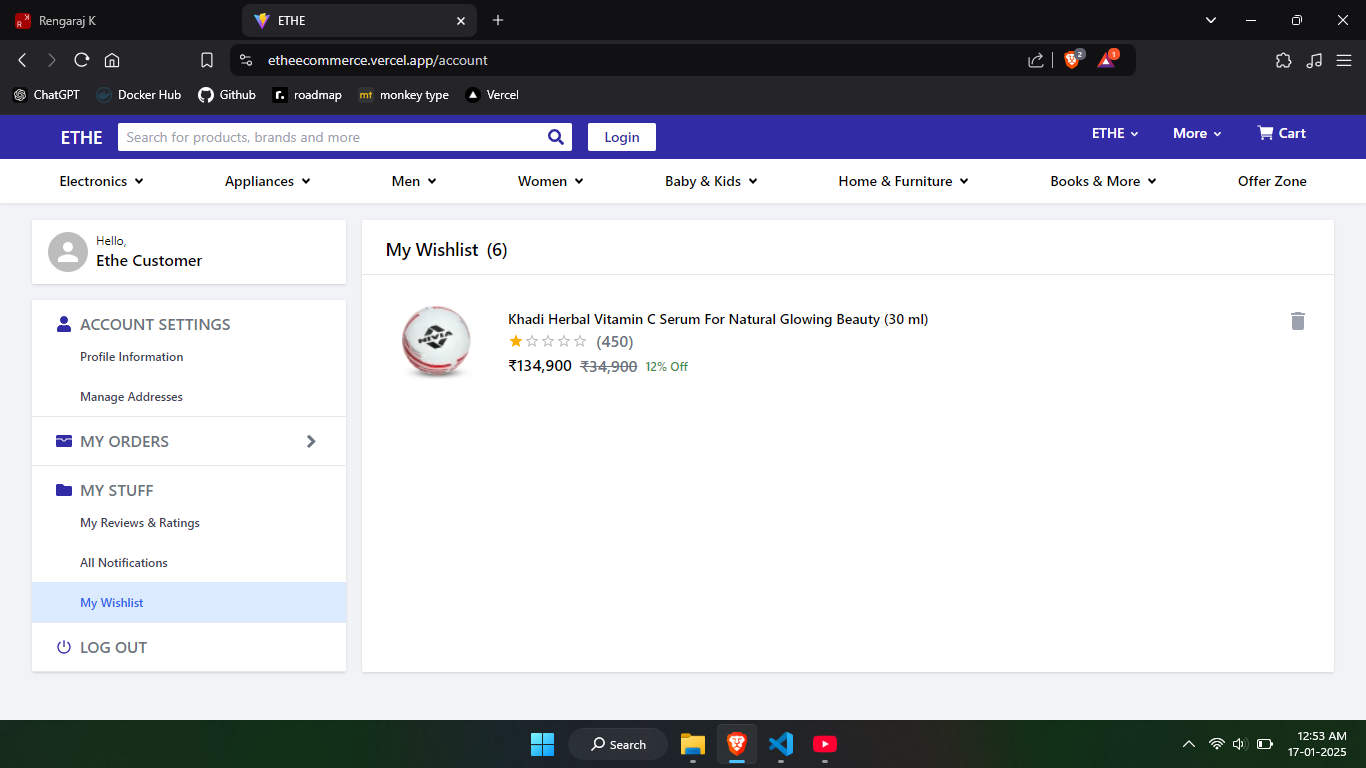 Rengaraj K
ETHE
etheecommerce.vercel.app/account
2
1
ChatGPT
Docker Hub
Github
r.
roadmap
mt
monkey type
Vercel
ETHE
Search for products, brands and more
Login
ETHE
More
Cart
Electronics
Appliances
Men
Women
Baby & Kids
Home & Furniture
Books & More
Offer Zone
Hello,
Ethe Customer
ACCOUNT SETTINGS
Profile Information
Manage Addresses
MY ORDERS
MY STUFF
My Reviews & Ratings
All Notifications
My Wishlist
LOG OUT
My Wishlist (6)
NIVIA
Khadi Herbal Vitamin C Serum For Natural Glowing Beauty (30 ml)
(450)
₹134,900 ₹34,900 12% Off
Search
12:53 AM
17-01-2025